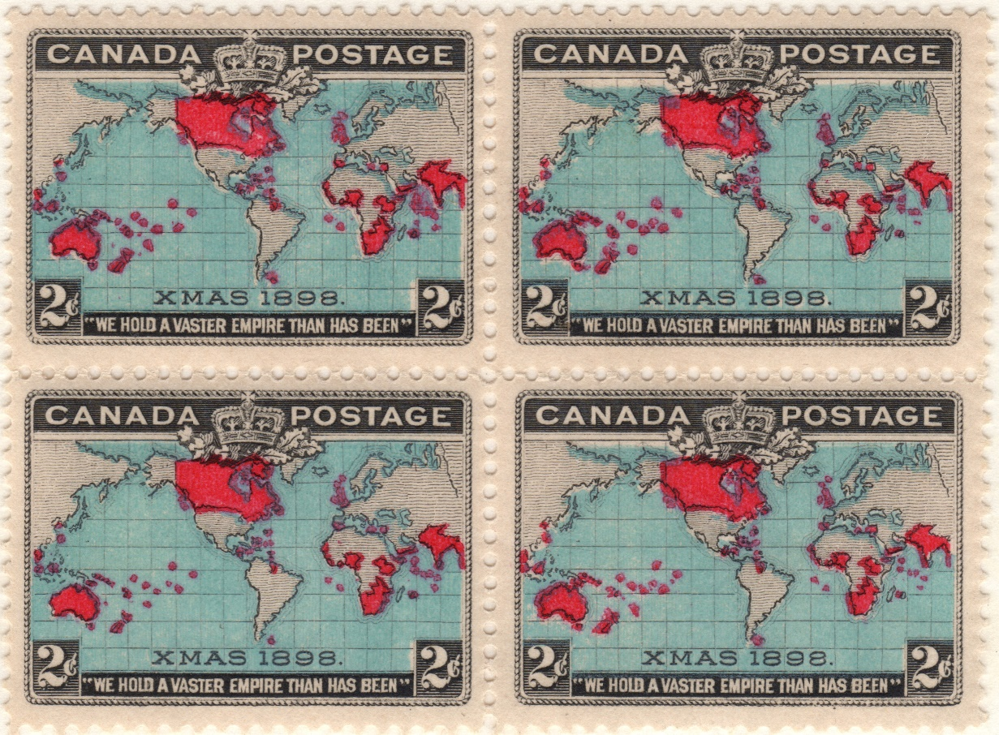 CANADA POSTAGE
XMAS 1898.
2¢ 2¢
"WE HOLD A VASTER EMPIRE THAN HAS BEEN"
CANADA POSTAGE
XMAS 1898.
2¢ 2¢
"WE HOLD A VASTER EMPIRE THAN HAS BEEN"
CANADA POSTAGE
XMAS 1898.
2¢ 2¢
"WE HOLD A VASTER EMPIRE THAN HAS BEEN"
CANADA POSTAGE
XMAS 1898.
2¢ 2¢
"WE HOLD A VASTER EMPIRE THAN HAS BEEN"